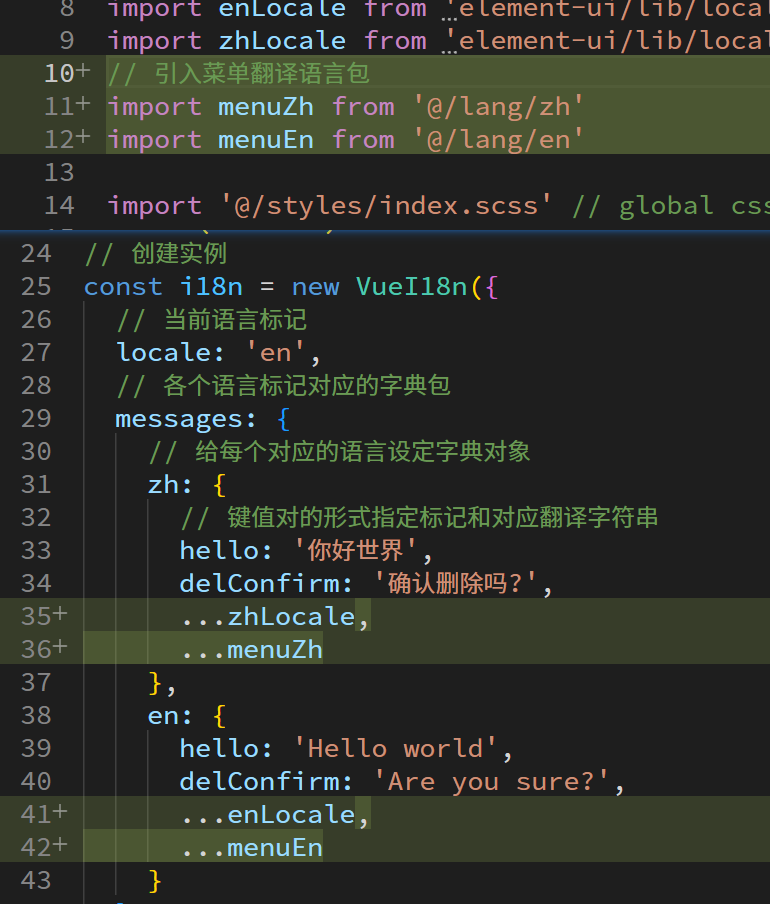 8 import enLocale from 'element-ui/lib/local
9 import zhLocale from 'element-ui/lib/local
10+ // 引入菜单翻译语言包
11+ import menuZh from '@/lang/zh'
12+ import menuEn from '@/lang/en'
13
14 import '@/styles/index.scss' // global css
24 // 创建实例
25 const i18n = new VueI18n({
26 // 当前语言标记
27 locale: 'en',
28 // 各个语言标记对应的字典包
29 messages: {
30 // 给每个对应的语言设定字典对象
31 zh: {
32 // 键值对的形式指定标记和对应翻译字符串
33 hello: '你好世界',
34 delConfirm: '确认删除吗?',
35+ ...zhLocale,
36+ ...menuZh
37 },
38 en: {
39 hello: 'Hello world',
40 delConfirm: 'Are you sure?',
41+ ...enLocale,
42+ ...menuEn
43 }